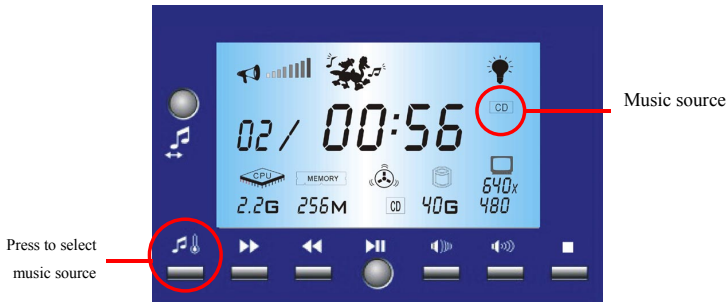 CD
Music source
02/ 00:56
CPU
MEMORY
640x
2.2G 256M CD 40G 480
Press to select
music source